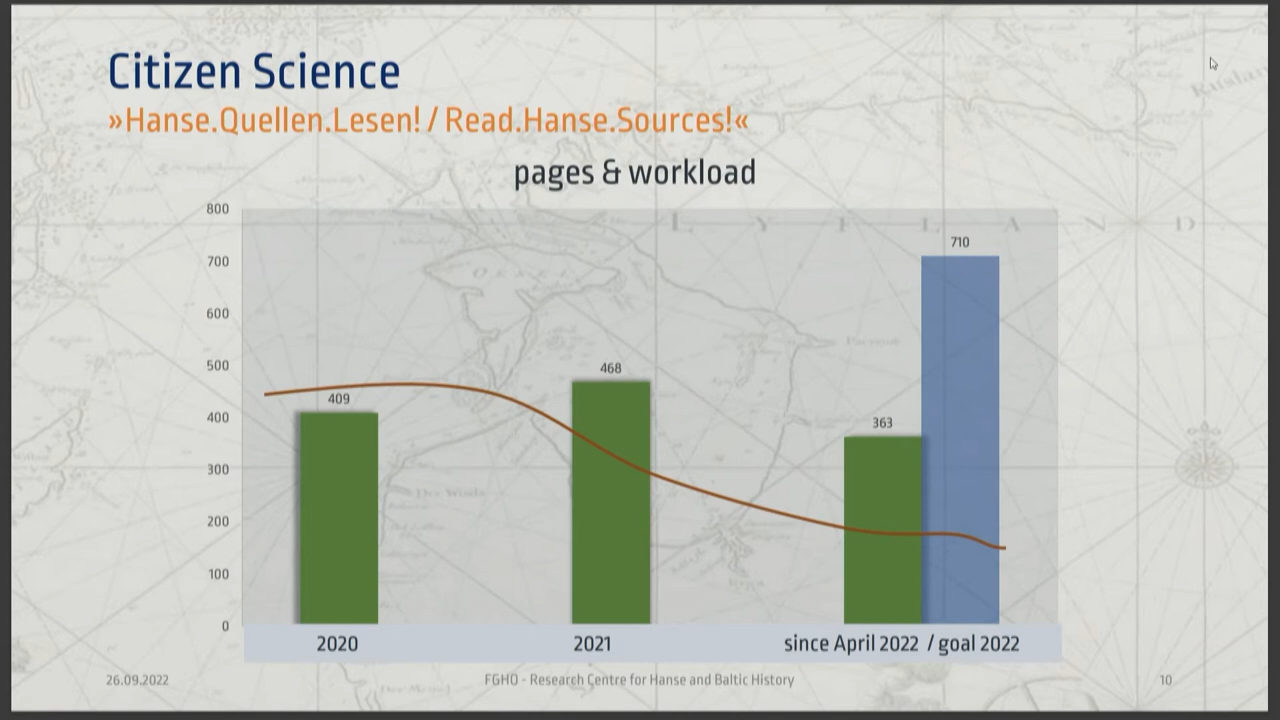 Citizen Science
»Hanse.Quellen.Lesen! / Read.Hanse.Sources!«
pages & workload
800
700
600
500
400
300
200
100
0
409
468
363
710
2020
2021
since April 2022 / goal 2022
26.09.2022
FGHO - Research Centre for Hanse and Baltic History
10
L Y F L A N D